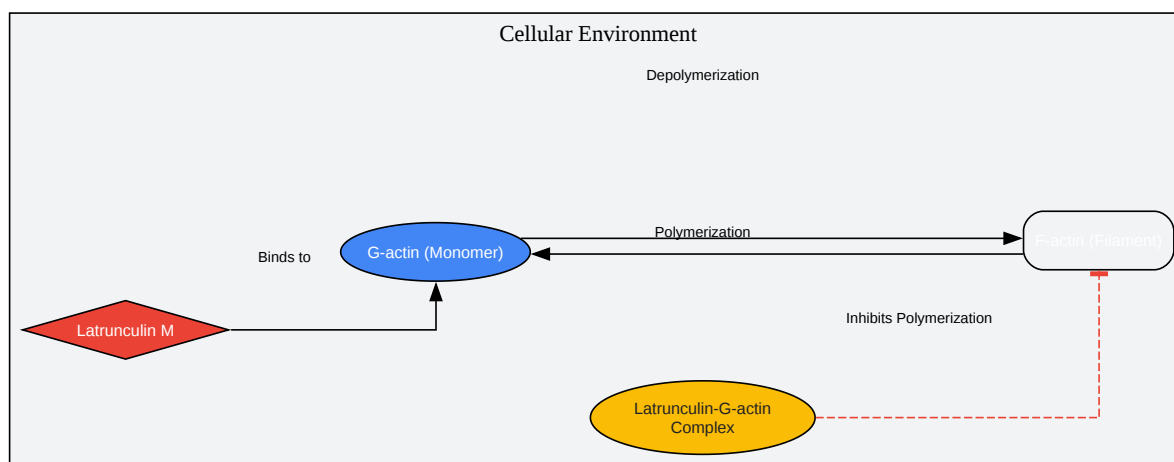 Cellular Environment
Depolymerization
Polymerization
G-actin (Monomer)
F-actin (Filament)
Binds to
Latrunculin M
Inhibits Polymerization
Latrunculin-G-actin
Complex